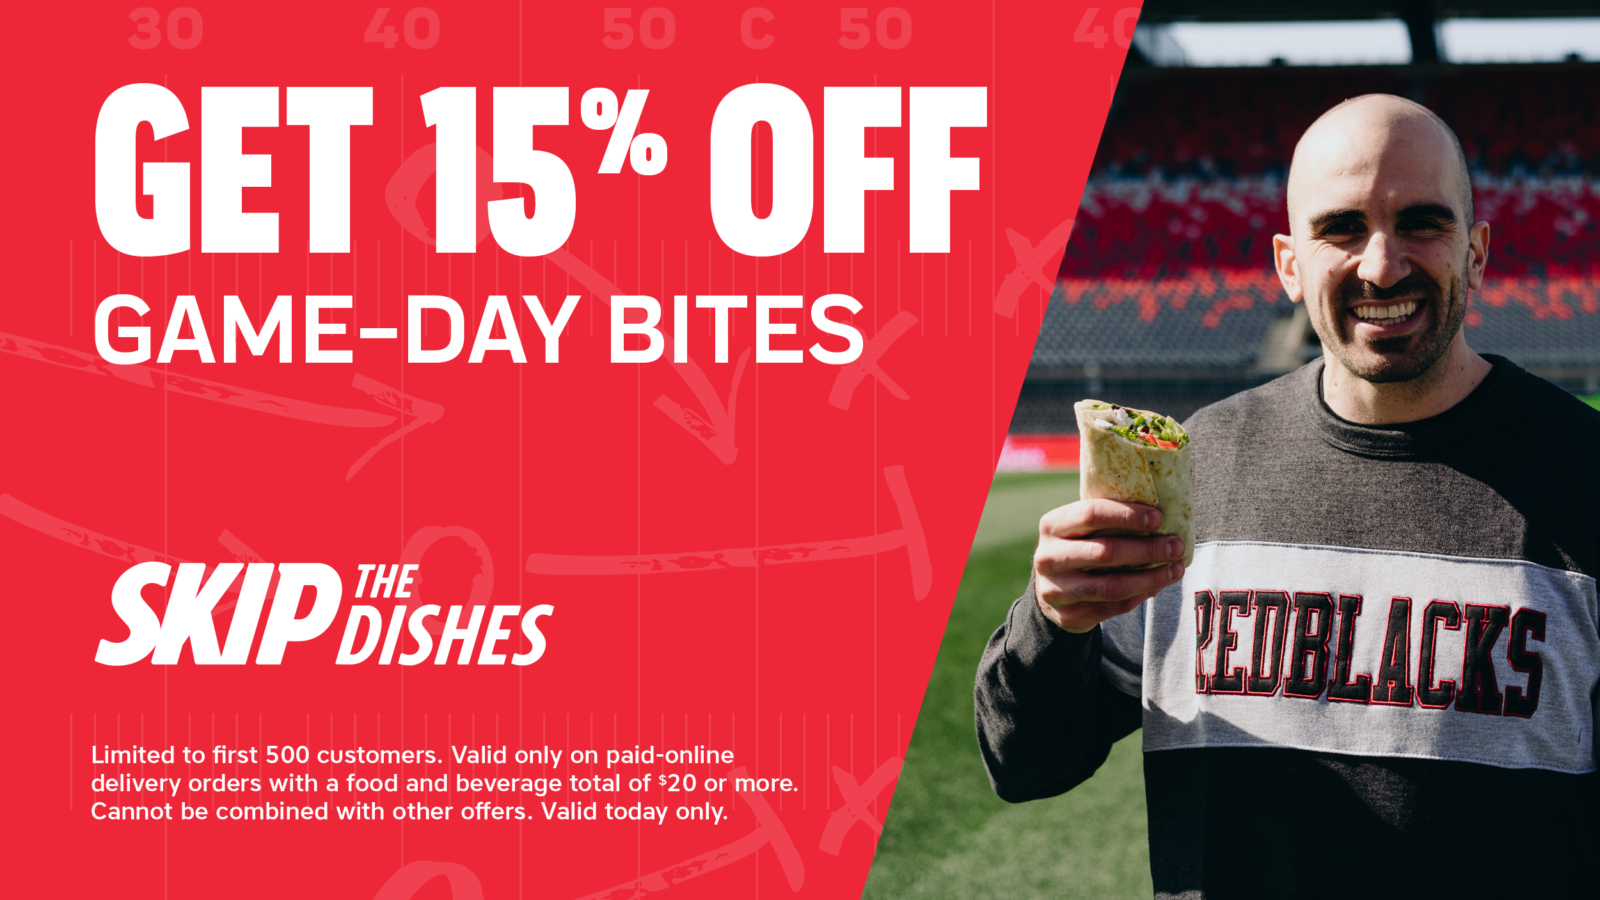 30 40 50 C 50 40
GET 15% OFF
GAME-DAY BITES
SKIP THE
DISHES
Limited to first 500 customers. Valid only on paid-online
delivery orders with a food and beverage total of $20 or more.
Cannot be combined with other offers. Valid today only.
REDBLACKS